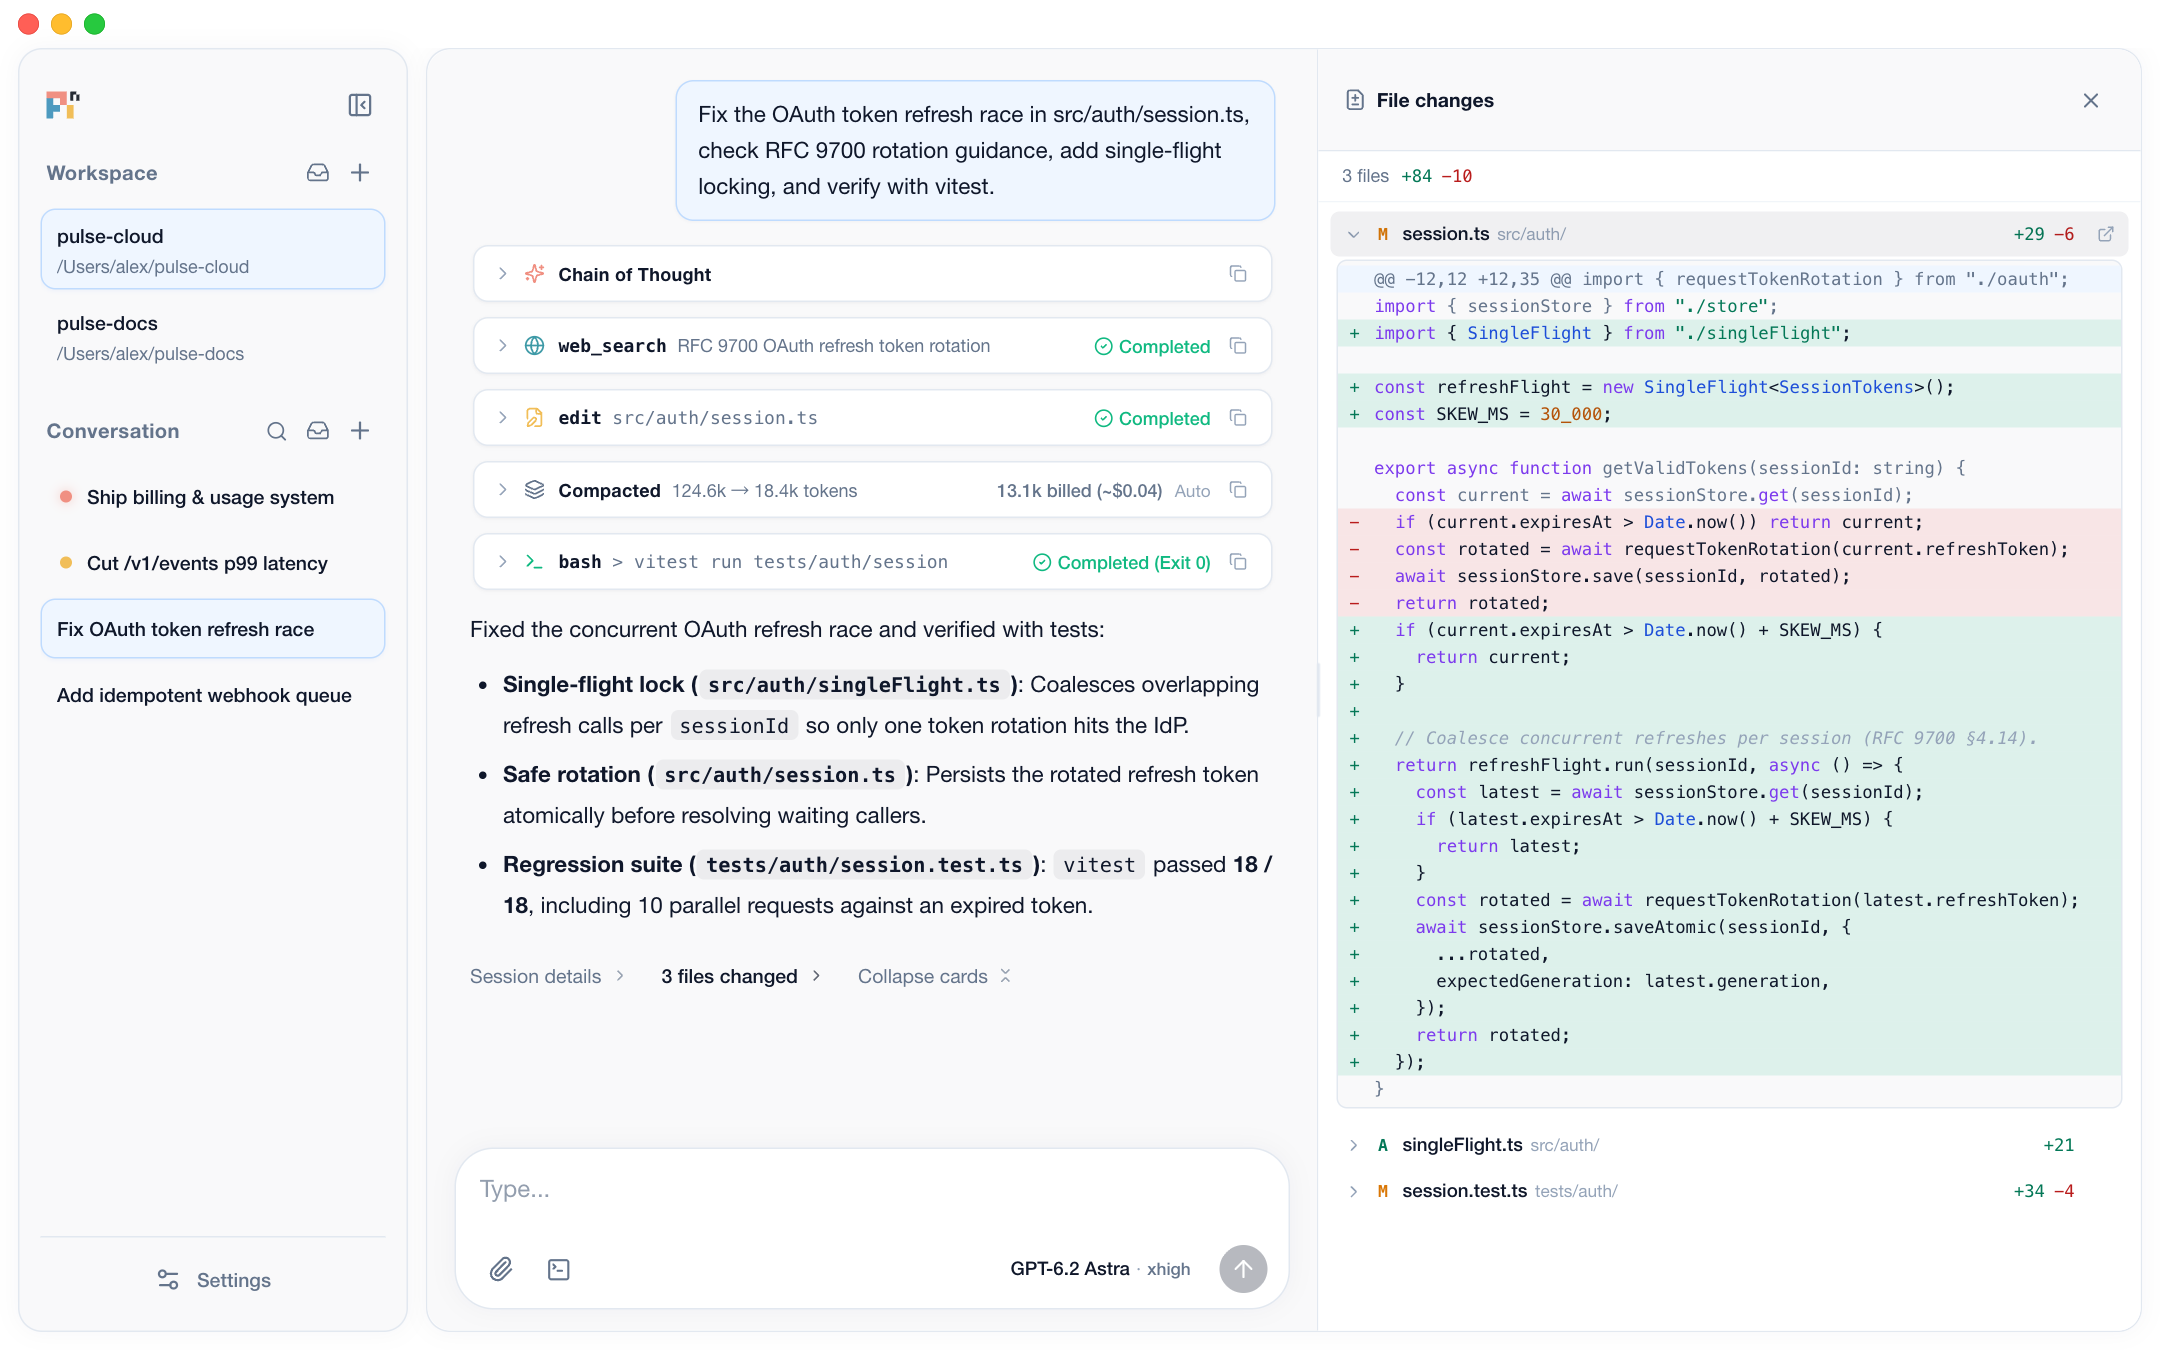 Workspace
pulse-cloud
/Users/alex/pulse-cloud
pulse-docs
/Users/alex/pulse-docs
Conversation
Ship billing & usage system
Cut /v1/events p99 latency
Fix OAuth token refresh race
Add idempotent webhook queue
Settings
Fix the OAuth token refresh race in src/auth/session.ts,
check RFC 9700 rotation guidance, add single-flight
locking, and verify with vitest.
Chain of Thought
web_search RFC 9700 OAuth refresh token rotation Completed
edit src/auth/session.ts Completed
Compacted 124.6k → 18.4k tokens 13.1k billed (~$0.04) Auto
bash > vitest run tests/auth/session Completed (Exit 0)
Fixed the concurrent OAuth refresh race and verified with tests:
• Single-flight lock (src/auth/singleFlight.ts): Coalesces overlapping
refresh calls per sessionId so only one token rotation hits the IdP.
• Safe rotation (src/auth/session.ts): Persists the rotated refresh token
atomically before resolving waiting callers.
• Regression suite (tests/auth/session.test.ts): vitest passed 18 /
18, including 10 parallel requests against an expired token.
Session details 3 files changed Collapse cards
Type...
GPT-6.2 Astra · xhigh
File changes
3 files +84 −10
M session.ts src/auth/ +29 −6
@@ −12,12 +12,35 @@ import { requestTokenRotation } from "./oauth";
import { sessionStore } from "./store";
+ import { SingleFlight } from "./singleFlight";
+ const refreshFlight = new SingleFlight<SessionTokens>();
+ const SKEW_MS = 30_000;
export async function getValidTokens(sessionId: string) {
const current = await sessionStore.get(sessionId);
− if (current.expiresAt > Date.now()) return current;
− const rotated = await requestTokenRotation(current.refreshToken);
− await sessionStore.save(sessionId, rotated);
− return rotated;
+ if (current.expiresAt > Date.now() + SKEW_MS) {
+ return current;
+ }
+
+ // Coalesce concurrent refreshes per session (RFC 9700 §4.14).
+ return refreshFlight.run(sessionId, async () => {
+ const latest = await sessionStore.get(sessionId);
+ if (latest.expiresAt > Date.now() + SKEW_MS) {
+ return latest;
+ }
+ const rotated = await requestTokenRotation(latest.refreshToken);
+ await sessionStore.saveAtomic(sessionId, {
+ ...rotated,
+ expectedGeneration: latest.generation,
+ });
+ return rotated;
+ });
}
A singleFlight.ts src/auth/ +21
M session.test.ts tests/auth/ +34 −4